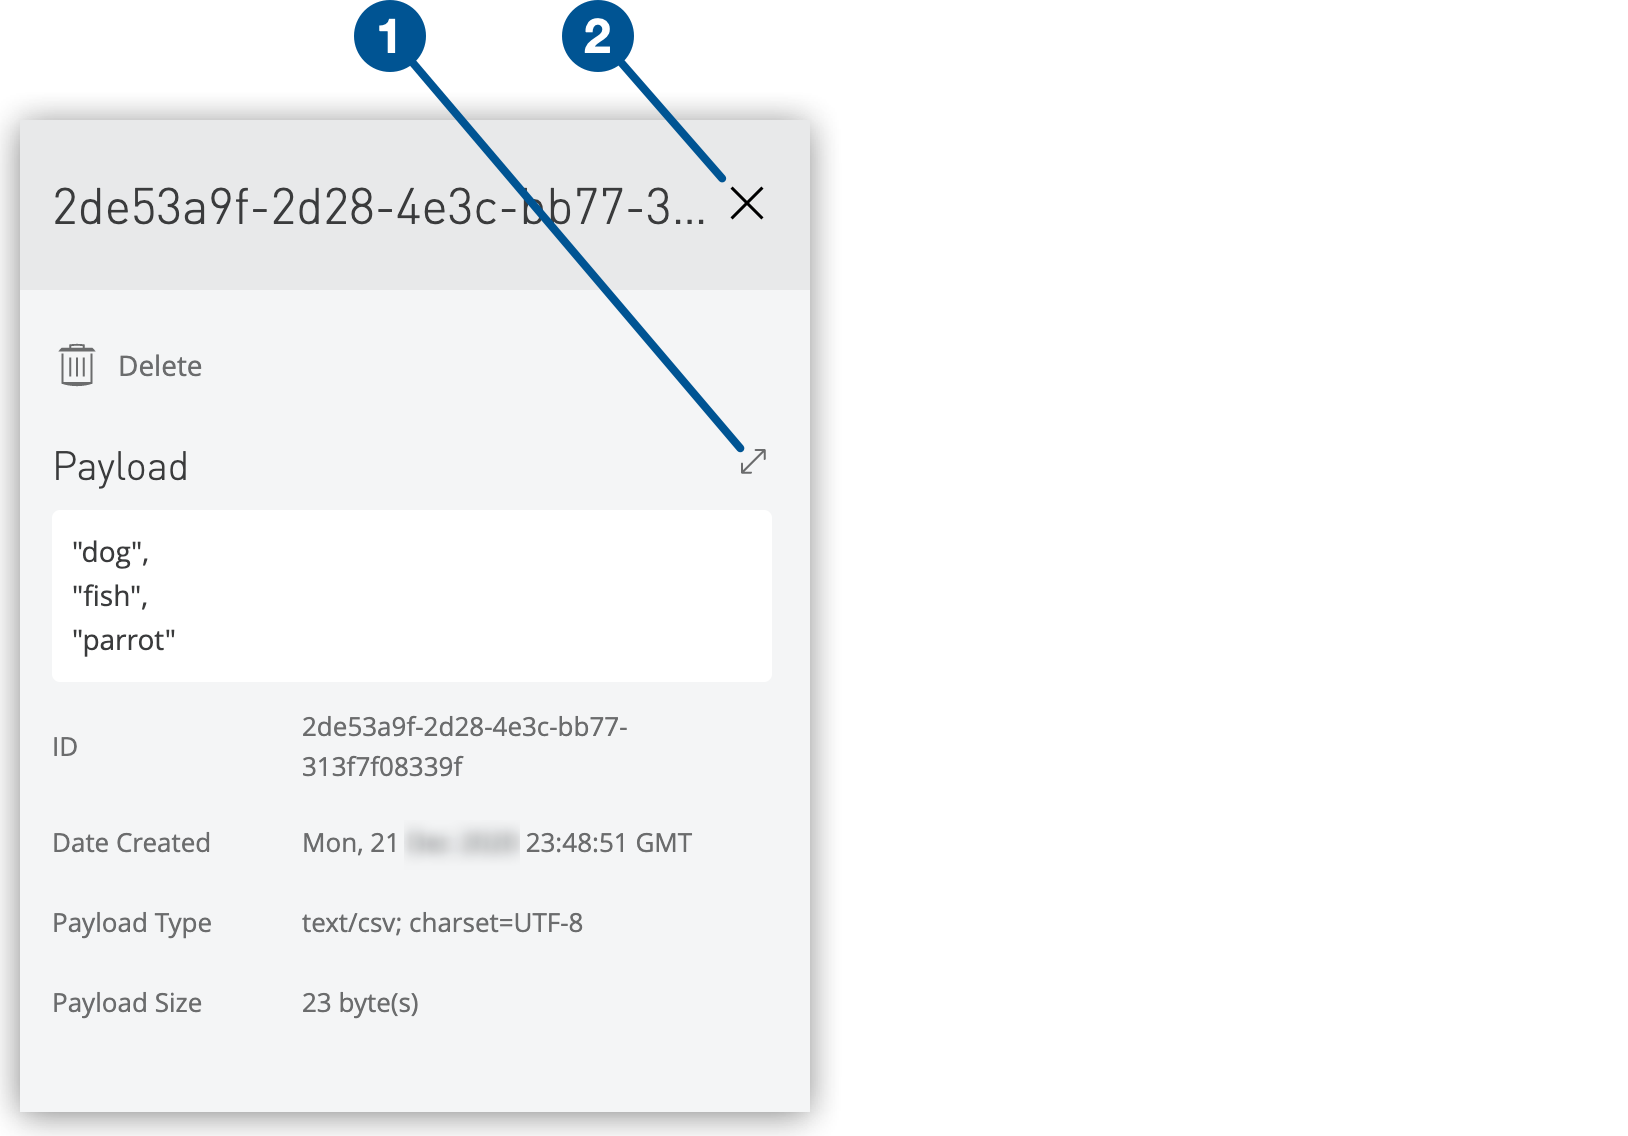 1 2
2de53a9f-2d28-4e3c-bb77-3...
Delete
Payload
"dog",
"fish",
"parrot"
ID 2de53a9f-2d28-4e3c-bb77-
313f7f08339f
Date Created Mon, 21 23:48:51 GMT
Payload Type text/csv; charset=UTF-8
Payload Size 23 byte(s)